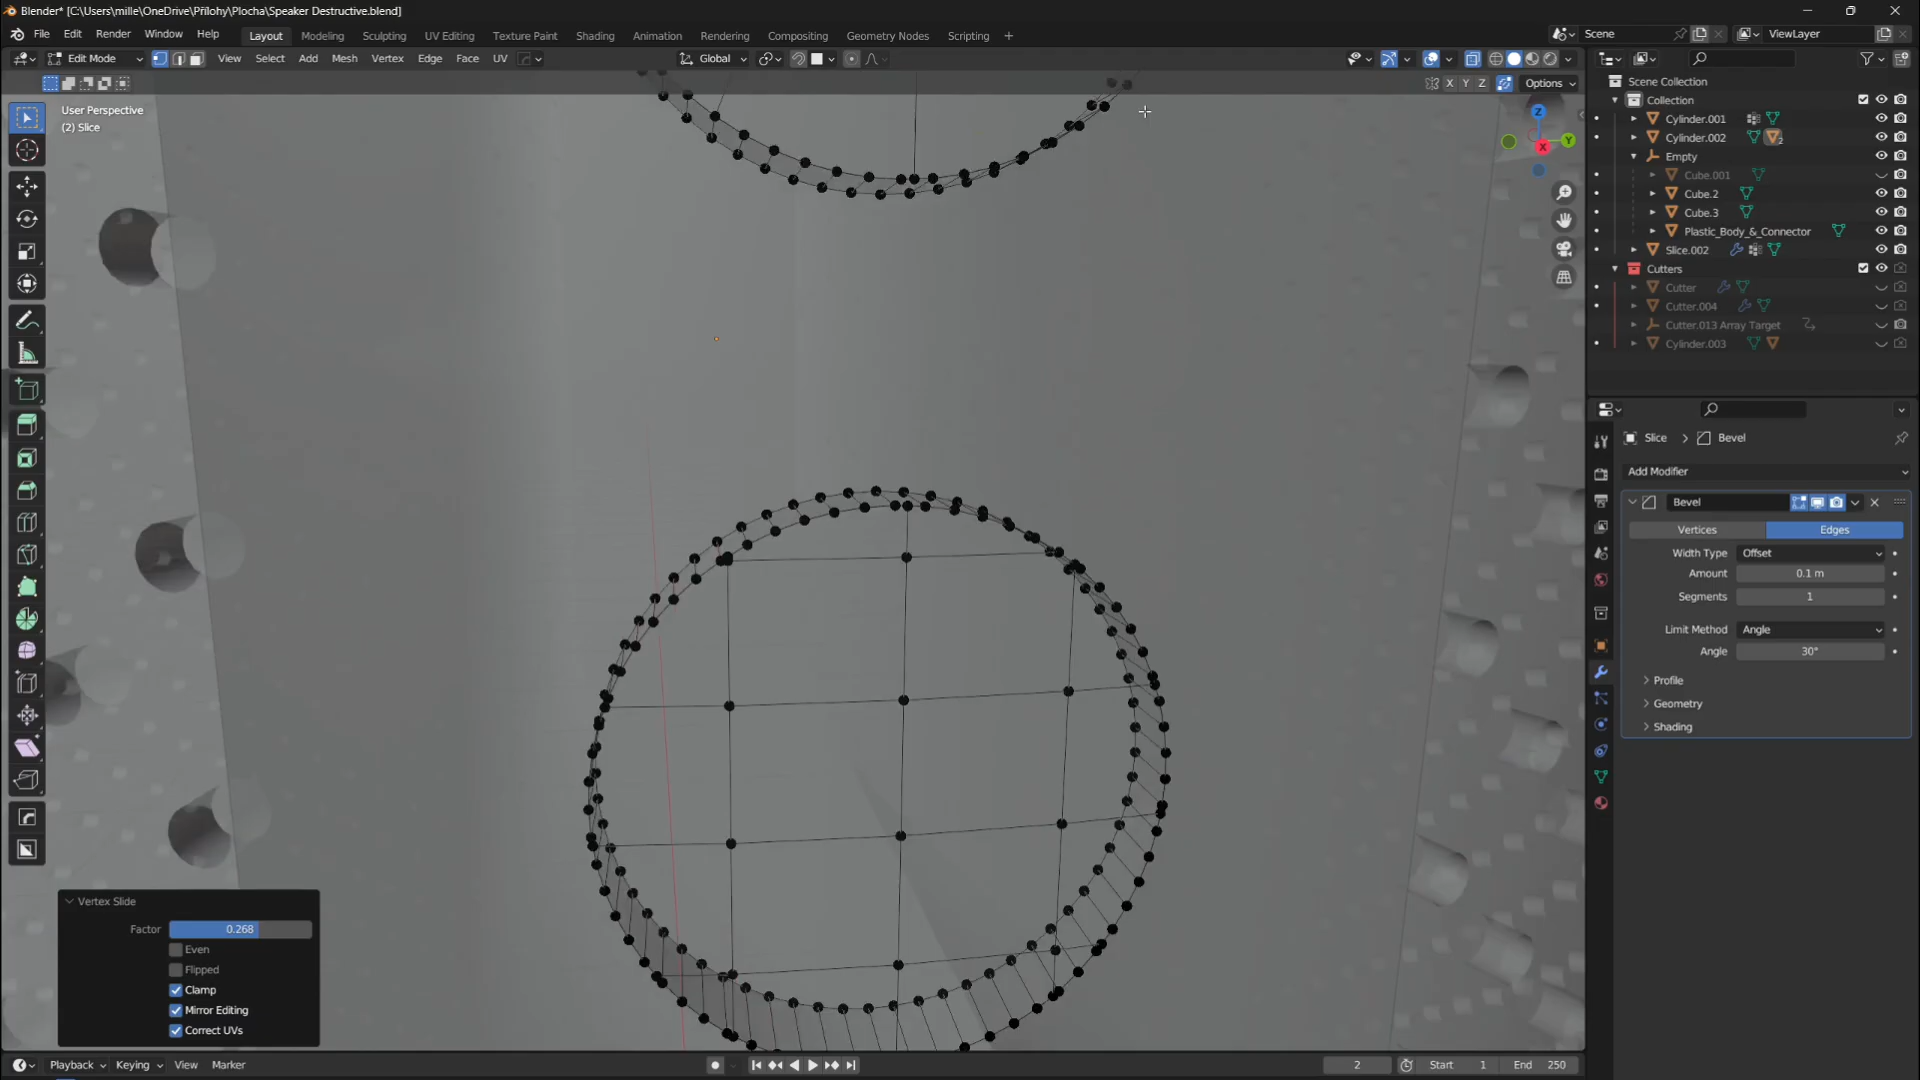 Blender* [C:\Users\mille\OneDrive\Přílohy\Plocha\Speaker Destructive.blend]
File Edit Render Window Help
Layout Modeling Sculpting UV Editing Texture Paint Shading Animation Rendering Compositing Geometry Nodes Scripting +
Scene
ViewLayer
Edit Mode
View Select Add Mesh Vertex Edge Face UV
Global
X Y Z
Options
User Perspective
(2) Slice
Z
Y
X
Scene Collection
Collection
Cylinder.001
Cylinder.002
2
Empty
Cube.001
Cube.2
Cube.3
Plastic_Body_&_Connector
Slice.002
Cutters
Cutter
Cutter.004
Cutter.013 Array Target
Cylinder.003
Slice > Bevel
Add Modifier
Bevel
Vertices Edges
Width Type Offset
Amount 0.1 m
Segments 1
Limit Method Angle
Angle 30°
Profile
Geometry
Shading
Vertex Slide
Factor 0.268
Even
Flipped
Clamp
Mirror Editing
Correct UVs
Playback Keying View Marker
2
Start 1
End 250